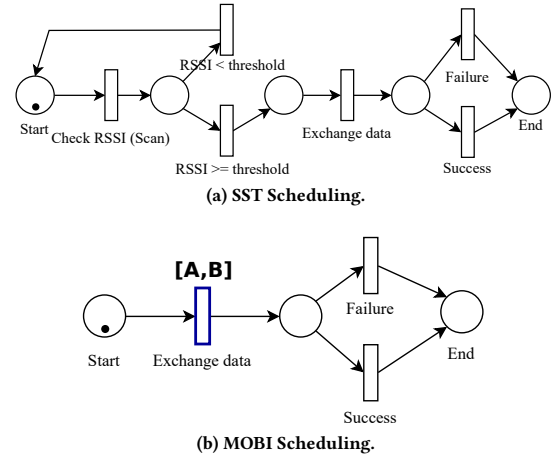 RSSI < threshold
Failure
Start
Check RSSI (Scan)
Exchange data
End
RSSI >= threshold
Success
(a) SST Scheduling.
[A,B]
Failure
Start
Exchange data
End
Success
(b) MOBI Scheduling.